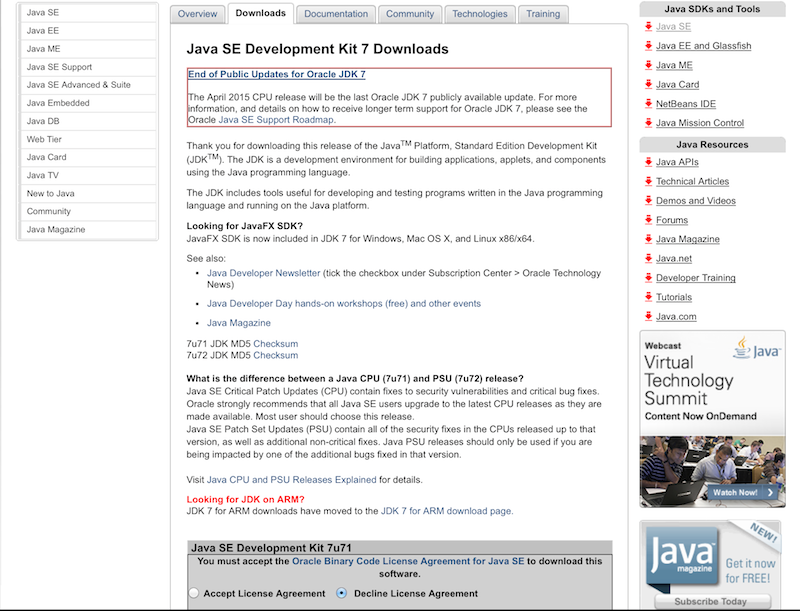 Java SE
Java EE
Java ME
Java SE Support
Java SE Advanced & Suite
Java Embedded
Java DB
Web Tier
Java Card
Java TV
New to Java
Community
Java Magazine
Overview
Downloads
Documentation
Community
Technologies
Training
Java SE Development Kit 7 Downloads
End of Public Updates for Oracle JDK 7
The April 2015 CPU release will be the last Oracle JDK 7 publicly available update. For more
information, and details on how to receive longer term support for Oracle JDK 7, please see the
Oracle Java SE Support Roadmap.
Thank you for downloading this release of the Java™ Platform, Standard Edition Development Kit
(JDK™). The JDK is a development environment for building applications, applets, and components
using the Java programming language.
The JDK includes tools useful for developing and testing programs written in the Java programming
language and running on the Java platform.
Looking for JavaFX SDK?
JavaFX SDK is now included in JDK 7 for Windows, Mac OS X, and Linux x86/x64.
See also:
• Java Developer Newsletter (tick the checkbox under Subscription Center > Oracle Technology
News)
• Java Developer Day hands-on workshops (free) and other events
• Java Magazine
7u71 JDK MD5 Checksum
7u72 JDK MD5 Checksum
What is the difference between a Java CPU (7u71) and PSU (7u72) release?
Java SE Critical Patch Updates (CPU) contain fixes to security vulnerabilities and critical bug fixes.
Oracle strongly recommends that all Java SE users upgrade to the latest CPU releases as they are
made available. Most user should choose this release.
Java SE Patch Set Updates (PSU) contain all of the security fixes in the CPUs released up to that
version, as well as additional non-critical fixes. Java PSU releases should only be used if you are
being impacted by one of the additional bugs fixed in that version.
Visit Java CPU and PSU Releases Explained for details.
Looking for JDK on ARM?
JDK 7 for ARM downloads have moved to the JDK 7 for ARM download page.
Java SE Development Kit 7u71
You must accept the Oracle Binary Code License Agreement for Java SE to download this
software.
Accept License Agreement Decline License Agreement
Java SDKs and Tools
Java SE
Java EE and Glassfish
Java ME
Java Card
NetBeans IDE
Java Mission Control
Java Resources
Java APIs
Technical Articles
Demos and Videos
Forums
Java Magazine
Java.net
Developer Training
Tutorials
Java.com
Webcast
Java
Virtual
Technology
Summit
Content Now OnDemand
Watch Now!
NEW!
Java
magazine
Get it now
for FREE!
Subscribe Today